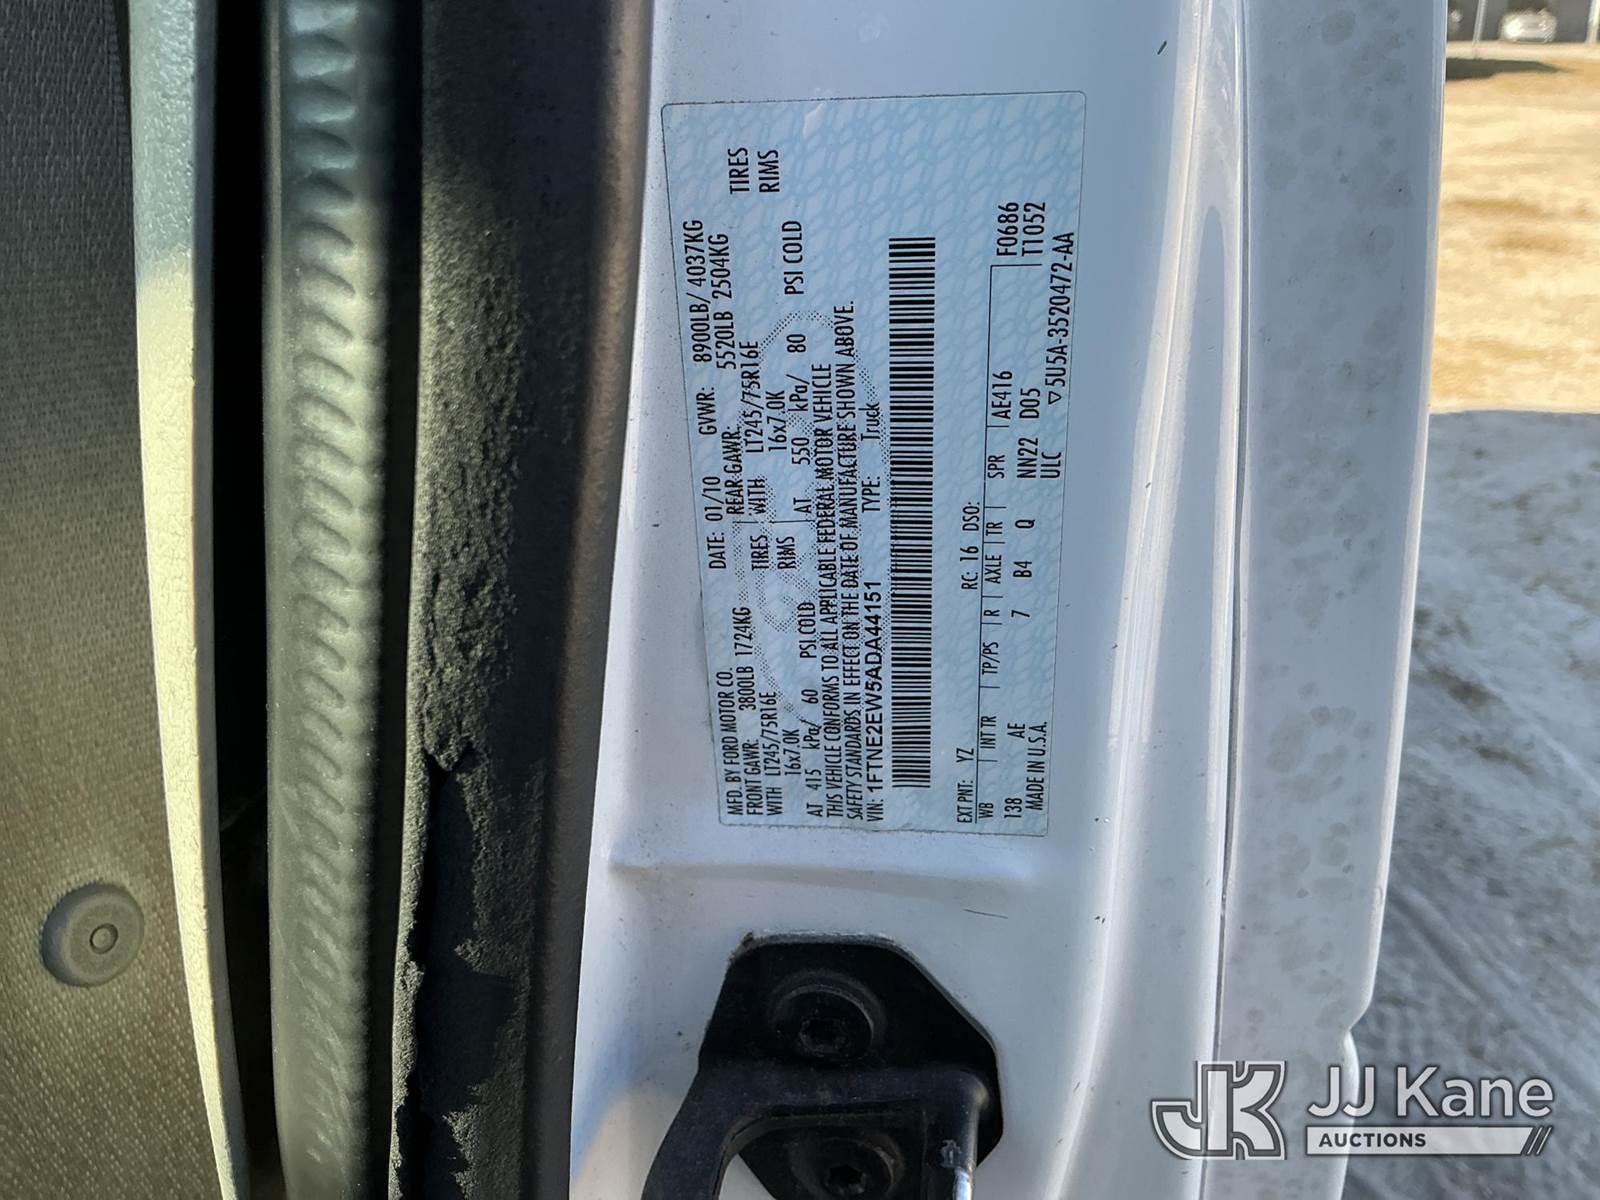 MFD. BY FORD MOTOR CO.
DATE: 01/10 GVWR: 8900LB/ 4037KG
FRONT GAWR: 3800LB 1724KG REAR GAWR: 5520LB 2504KG
WITH LT245/75R16E TIRES WITH LT245/75R16E TIRES
16x7.0K RIMS 16x7.0K RIMS
AT 415 kPa/ 60 PSI COLD AT 550 kPa/ 80 PSI COLD
THIS VEHICLE CONFORMS TO ALL APPLICABLE FEDERAL MOTOR VEHICLE
SAFETY STANDARDS IN EFFECT ON THE DATE OF MANUFACTURE SHOWN ABOVE.
VIN: 1FTNE2EW5ADA44151 TYPE: Truck
EXT PNT: YZ RC: 16 DSO:
WB INT TR TP/PS R AXLE TR SPR AE416 F0686
138 AE 7 B4 Q NN22 D05 T1052
MADE IN U.S.A. ULC ▽5U5A-3520472-AA
JK JJ Kane
AUCTIONS